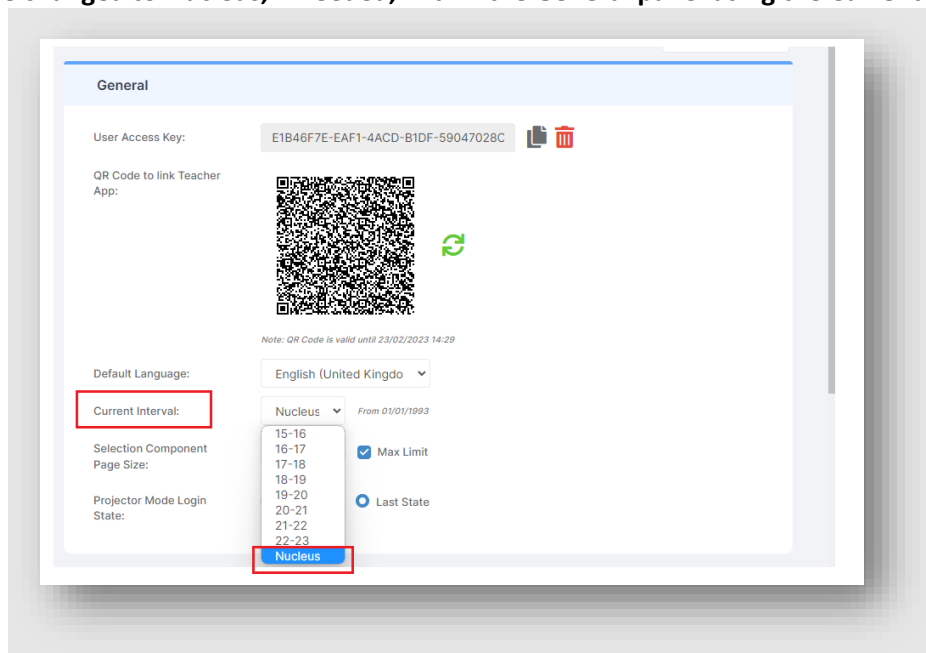 General
User Access Key:
E1B46F7E-EAF1-4ACD-B1DF-59047028C
QR Code to link Teacher
App:
Note: QR Code is valid until 23/02/2023 14:29
Default Language:
English (United Kingdo
Current Interval:
Nucleus
From 01/01/1993
15-16
16-17
17-18
18-19
19-20
20-21
21-22
22-23
Nucleus
Selection Component
Page Size:
Max Limit
Projector Mode Login
State:
Last State